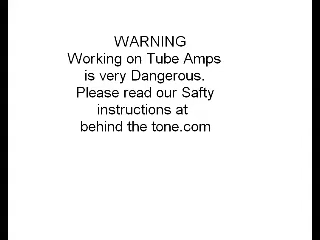 WARNING
Working on Tube Amps
is very Dangerous.
Please read our Safty
instructions at
behind the tone.com